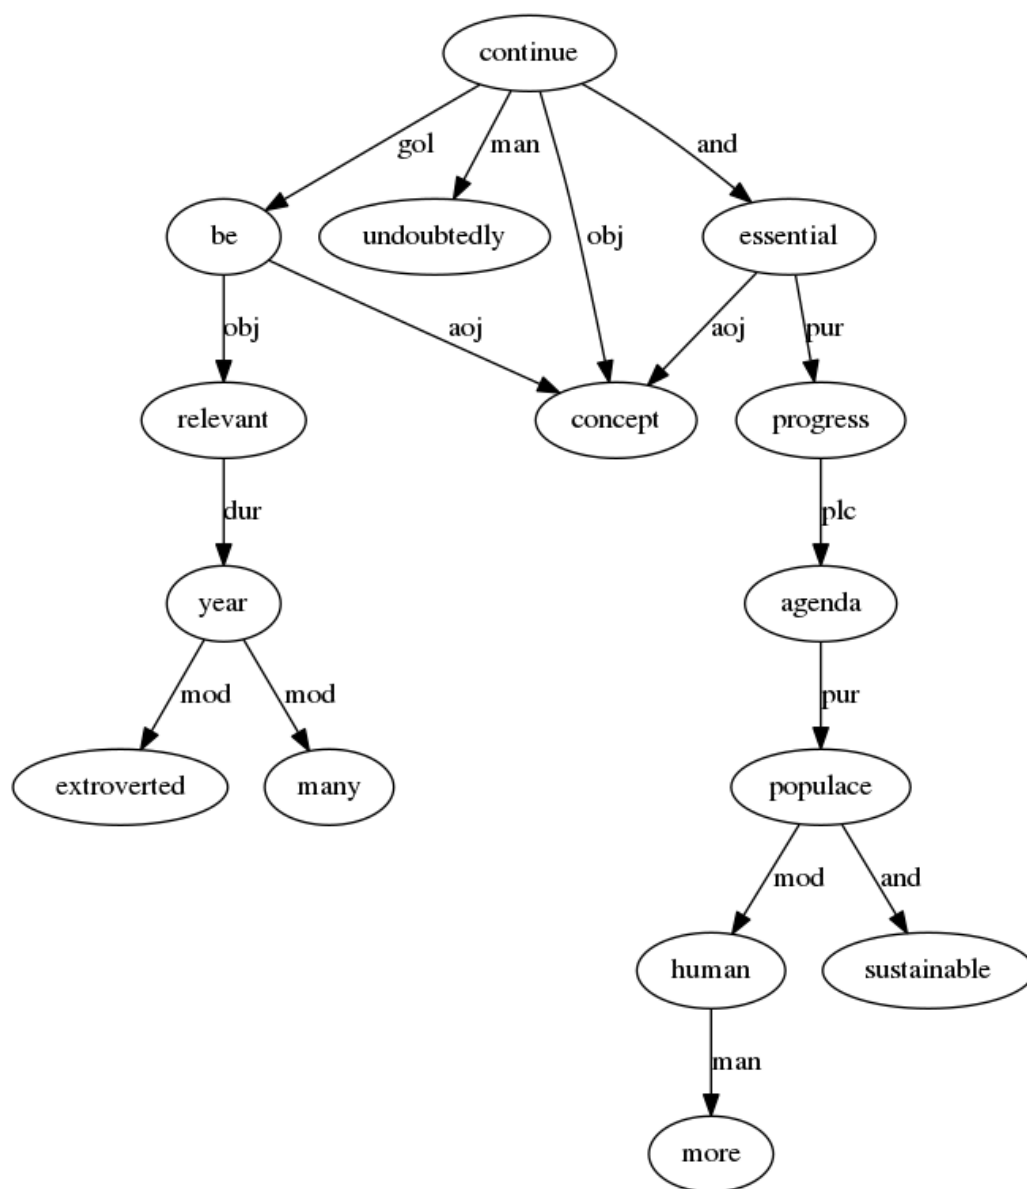 continue
gol
man
and
be
undoubtedly
obj
essential
obj
aoj
aoj
pur
relevant
concept
progress
dur
plc
year
agenda
mod
mod
pur
extroverted
many
populace
mod
and
human
sustainable
man
more